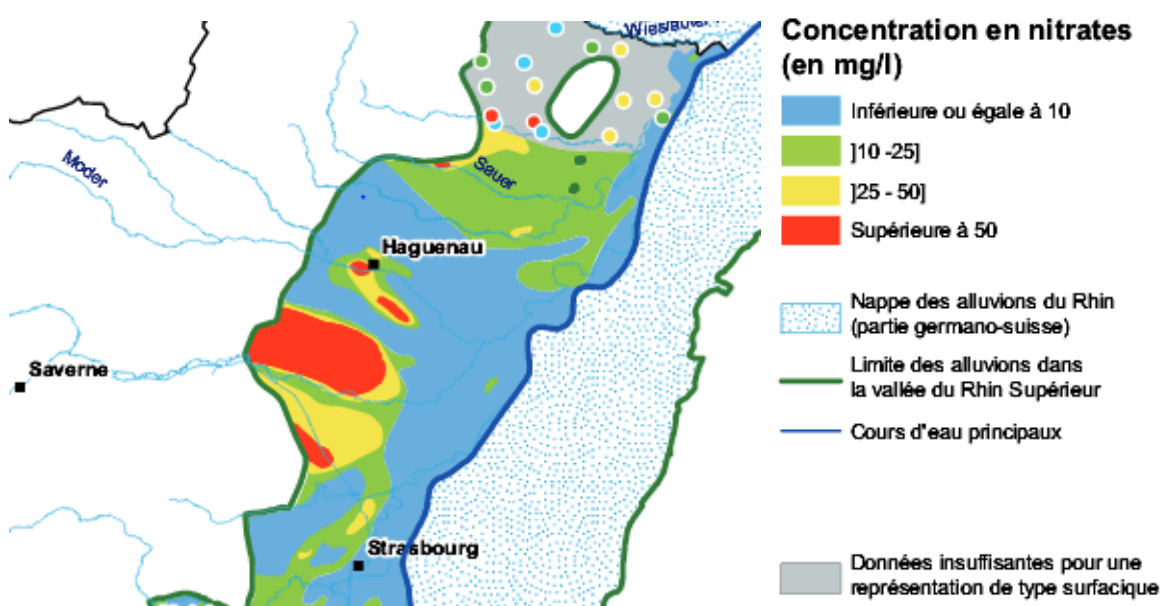 Wieslauter
Moder
Sauer
Haguenau
Saverne
Strasbourg
Concentration en nitrates
(en mg/l)
Inférieure ou égale à 10
]10 -25]
]25 - 50]
Supérieure à 50
Nappe des alluvions du Rhin
(partie germano-suisse)
Limite des alluvions dans
la vallée du Rhin Supérieur
Cours d'eau principaux
Données insuffisantes pour une
représentation de type surfacique